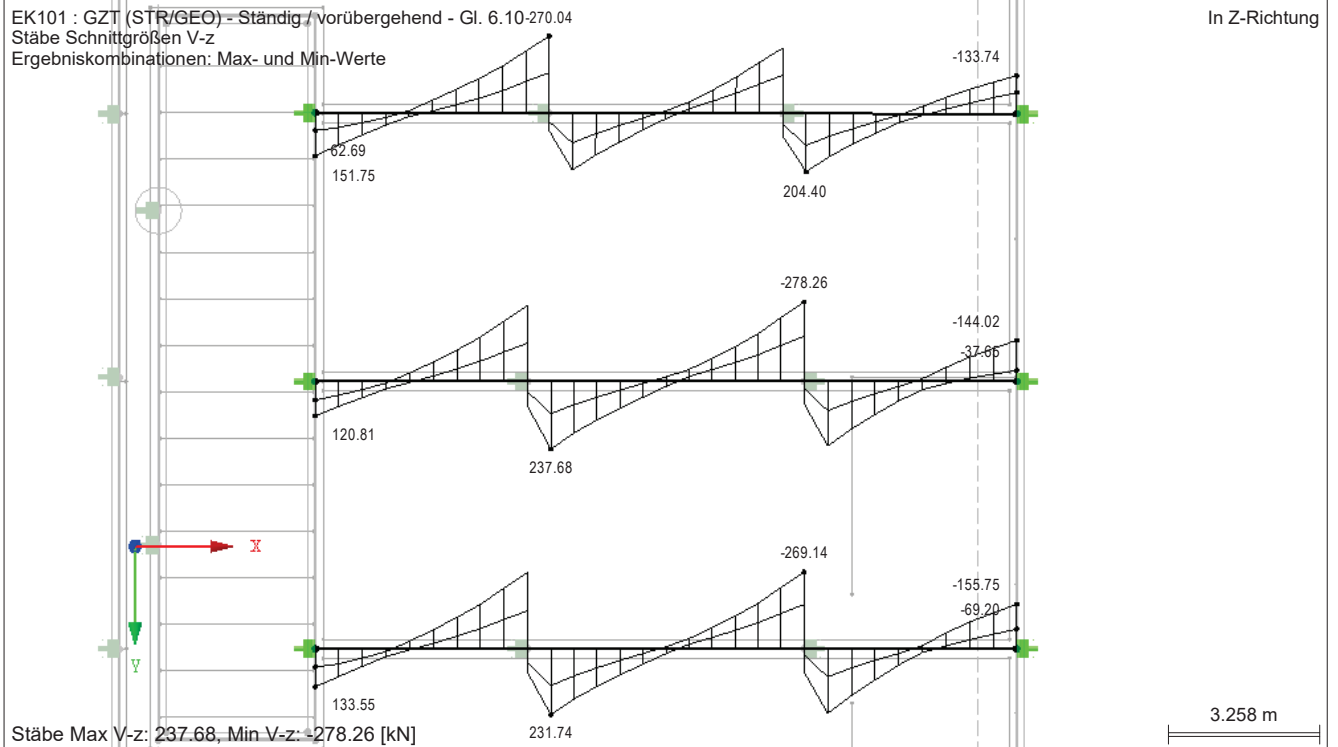 EK101 : GZT (STR/GEO) - Ständig / vorübergehend - Gl. 6.10
-270.04
In Z-Richtung
Stäbe Schnittgrößen V-z
Ergebniskombinationen: Max- und Min-Werte
-133.74
62.69
151.75
204.40
-278.26
-144.02
-37.65
120.81
237.68
X
-269.14
-155.75
-69.20
Y
133.55
231.74
3.258 m
Stäbe Max V-z: 237.68, Min V-z: -278.26 [kN]